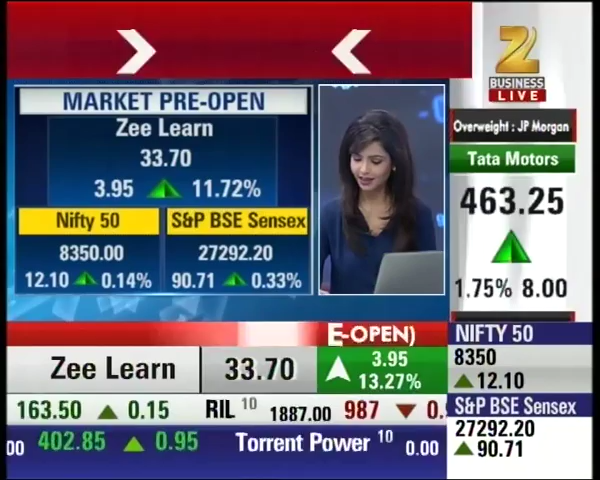 Z
BUSINESS
LIVE
MARKET PRE-OPEN
Zee Learn
33.70
3.95 11.72%
Nifty 50
8350.00
12.10 0.14%
S&P BSE Sensex
27292.20
90.71 0.33%
Overweight : JP Morgan
Tata Motors
463.25
1.75% 8.00
E-OPEN)
Zee Learn 33.70 3.95
13.27%
NIFTY 50
8350
12.10
S&P BSE Sensex
27292.20
90.71
163.50 0.15 RIL 10 1887.00 987 0.
00 402.85 0.95 Torrent Power 10 0.00